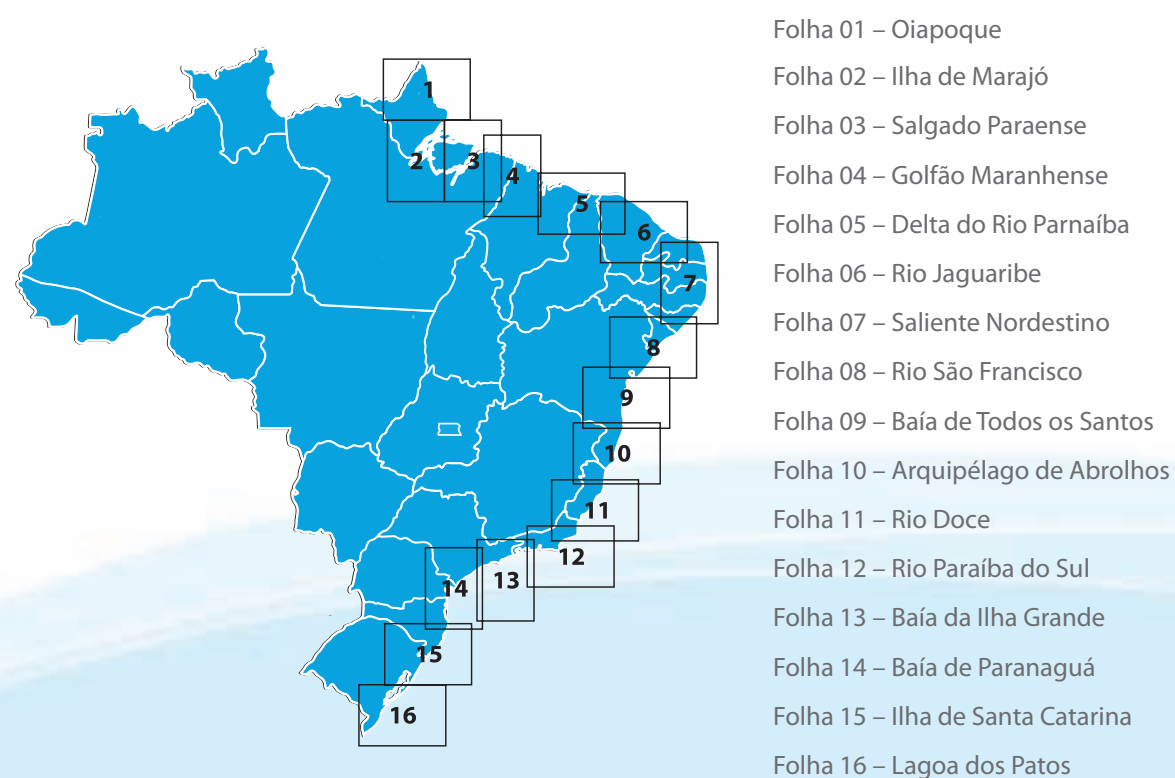 1
2
3
4
5
6
7
8
9
10
11
12
13
14
15
16
Folha 01 – Oiapoque
Folha 02 – Ilha de Marajó
Folha 03 – Salgado Paraense
Folha 04 – Golfão Maranhense
Folha 05 – Delta do Rio Parnaíba
Folha 06 – Rio Jaguaribe
Folha 07 – Saliente Nordestino
Folha 08 – Rio São Francisco
Folha 09 – Baía de Todos os Santos
Folha 10 – Arquipélago de Abrolhos
Folha 11 – Rio Doce
Folha 12 – Rio Paraíba do Sul
Folha 13 – Baía da Ilha Grande
Folha 14 – Baía de Paranaguá
Folha 15 – Ilha de Santa Catarina
Folha 16 – Lagoa dos Patos